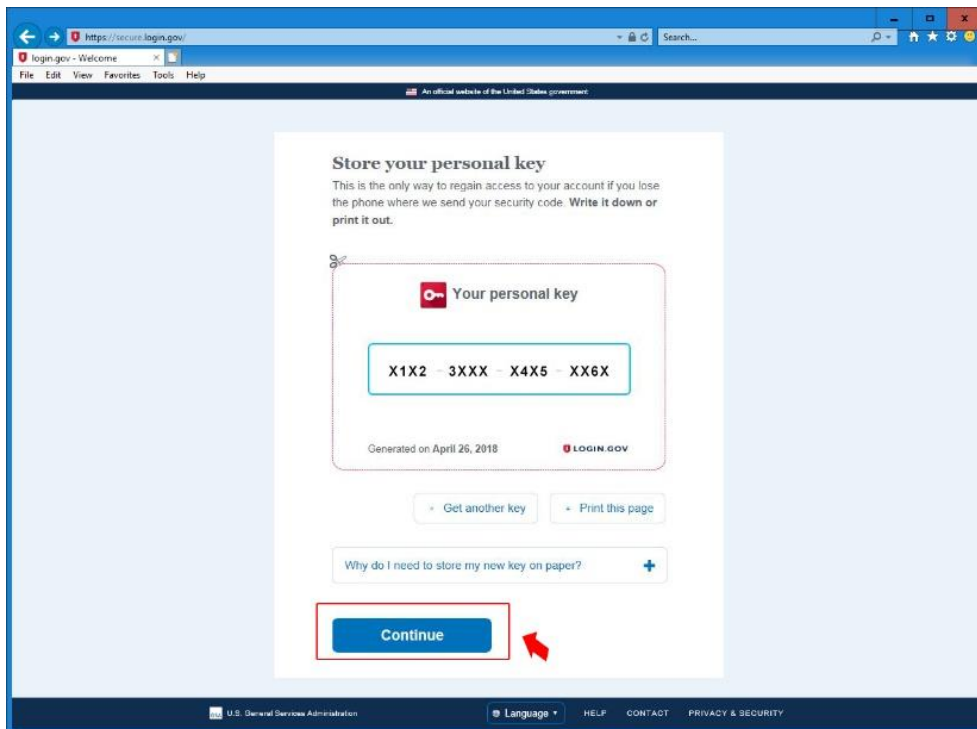 https://secure.login.gov/
Search...
login.gov - Welcome
File Edit View Favorites Tools Help
An official website of the United States government
Store your personal key
This is the only way to regain access to your account if you lose
the phone where we send your security code. Write it down or
print it out.
Your personal key
X1X2 - 3XXX - X4X5 - XX6X
Generated on April 26, 2018
LOGIN.GOV
Get another key
Print this page
Why do I need to store my new key on paper?
Continue
U.S. General Services Administration
Language
HELP CONTACT PRIVACY & SECURITY